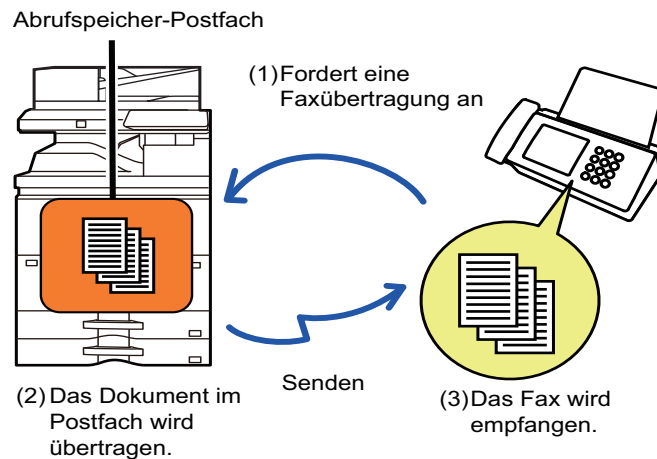 Abrufspeicher-Postfach
(1) Fordert eine
Faxübertragung an
Senden
(2) Das Dokument im
Postfach wird
übertragen.
(3) Das Fax wird
empfangen.